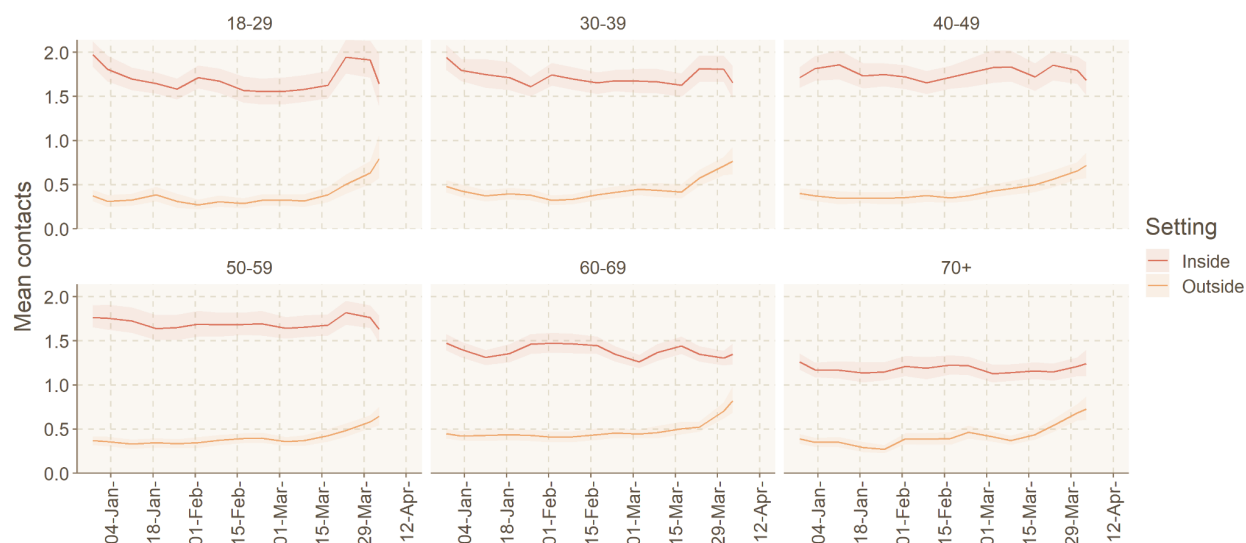 18-29 30-39 40-49
2.0
1.5
1.0
0.5
0.0
Mean contacts
50-59 60-69 70+
2.0
1.5
1.0
0.5
0.0
04-Jan- 18-Jan- 01-Feb- 15-Feb- 01-Mar- 15-Mar- 29-Mar- 12-Apr- 04-Jan- 18-Jan- 01-Feb- 15-Feb- 01-Mar- 15-Mar- 29-Mar- 12-Apr- 04-Jan- 18-Jan- 01-Feb- 15-Feb- 01-Mar- 15-Mar- 29-Mar- 12-Apr-
Setting
Inside
Outside